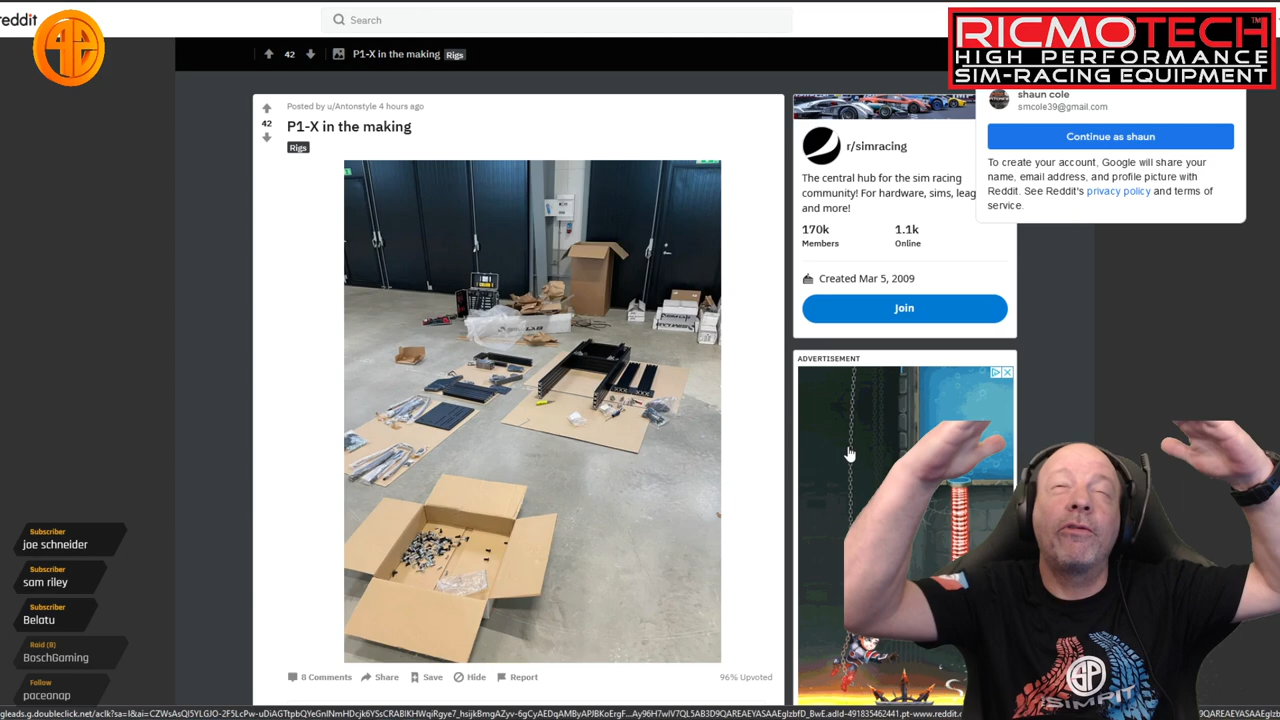 reddit
Search
RICMOTECH
HIGH PERFORMANCE
SIM-RACING EQUIPMENT
42
P1-X in the making
Rigs
shaun cole
smcole39@gmail.com
Continue as shaun
To create your account, Google will share your
name, email address, and profile picture with
Reddit. See Reddit's privacy policy and terms of
service.
Posted by u/Antonstyle 4 hours ago
42
P1-X in the making
Rigs
r/simracing
The central hub for the sim racing
community! For hardware, sims, leag
and more!
170k
1.1k
Members
Online
Created Mar 5, 2009
Join
ADVERTISEMENT
Subscriber
joe schneider
Subscriber
sam riley
Subscriber
Belatu
Raid (8)
BoschGaming
Follow
paceanap
8 Comments
Share
Save
Hide
Report
96% Upvoted